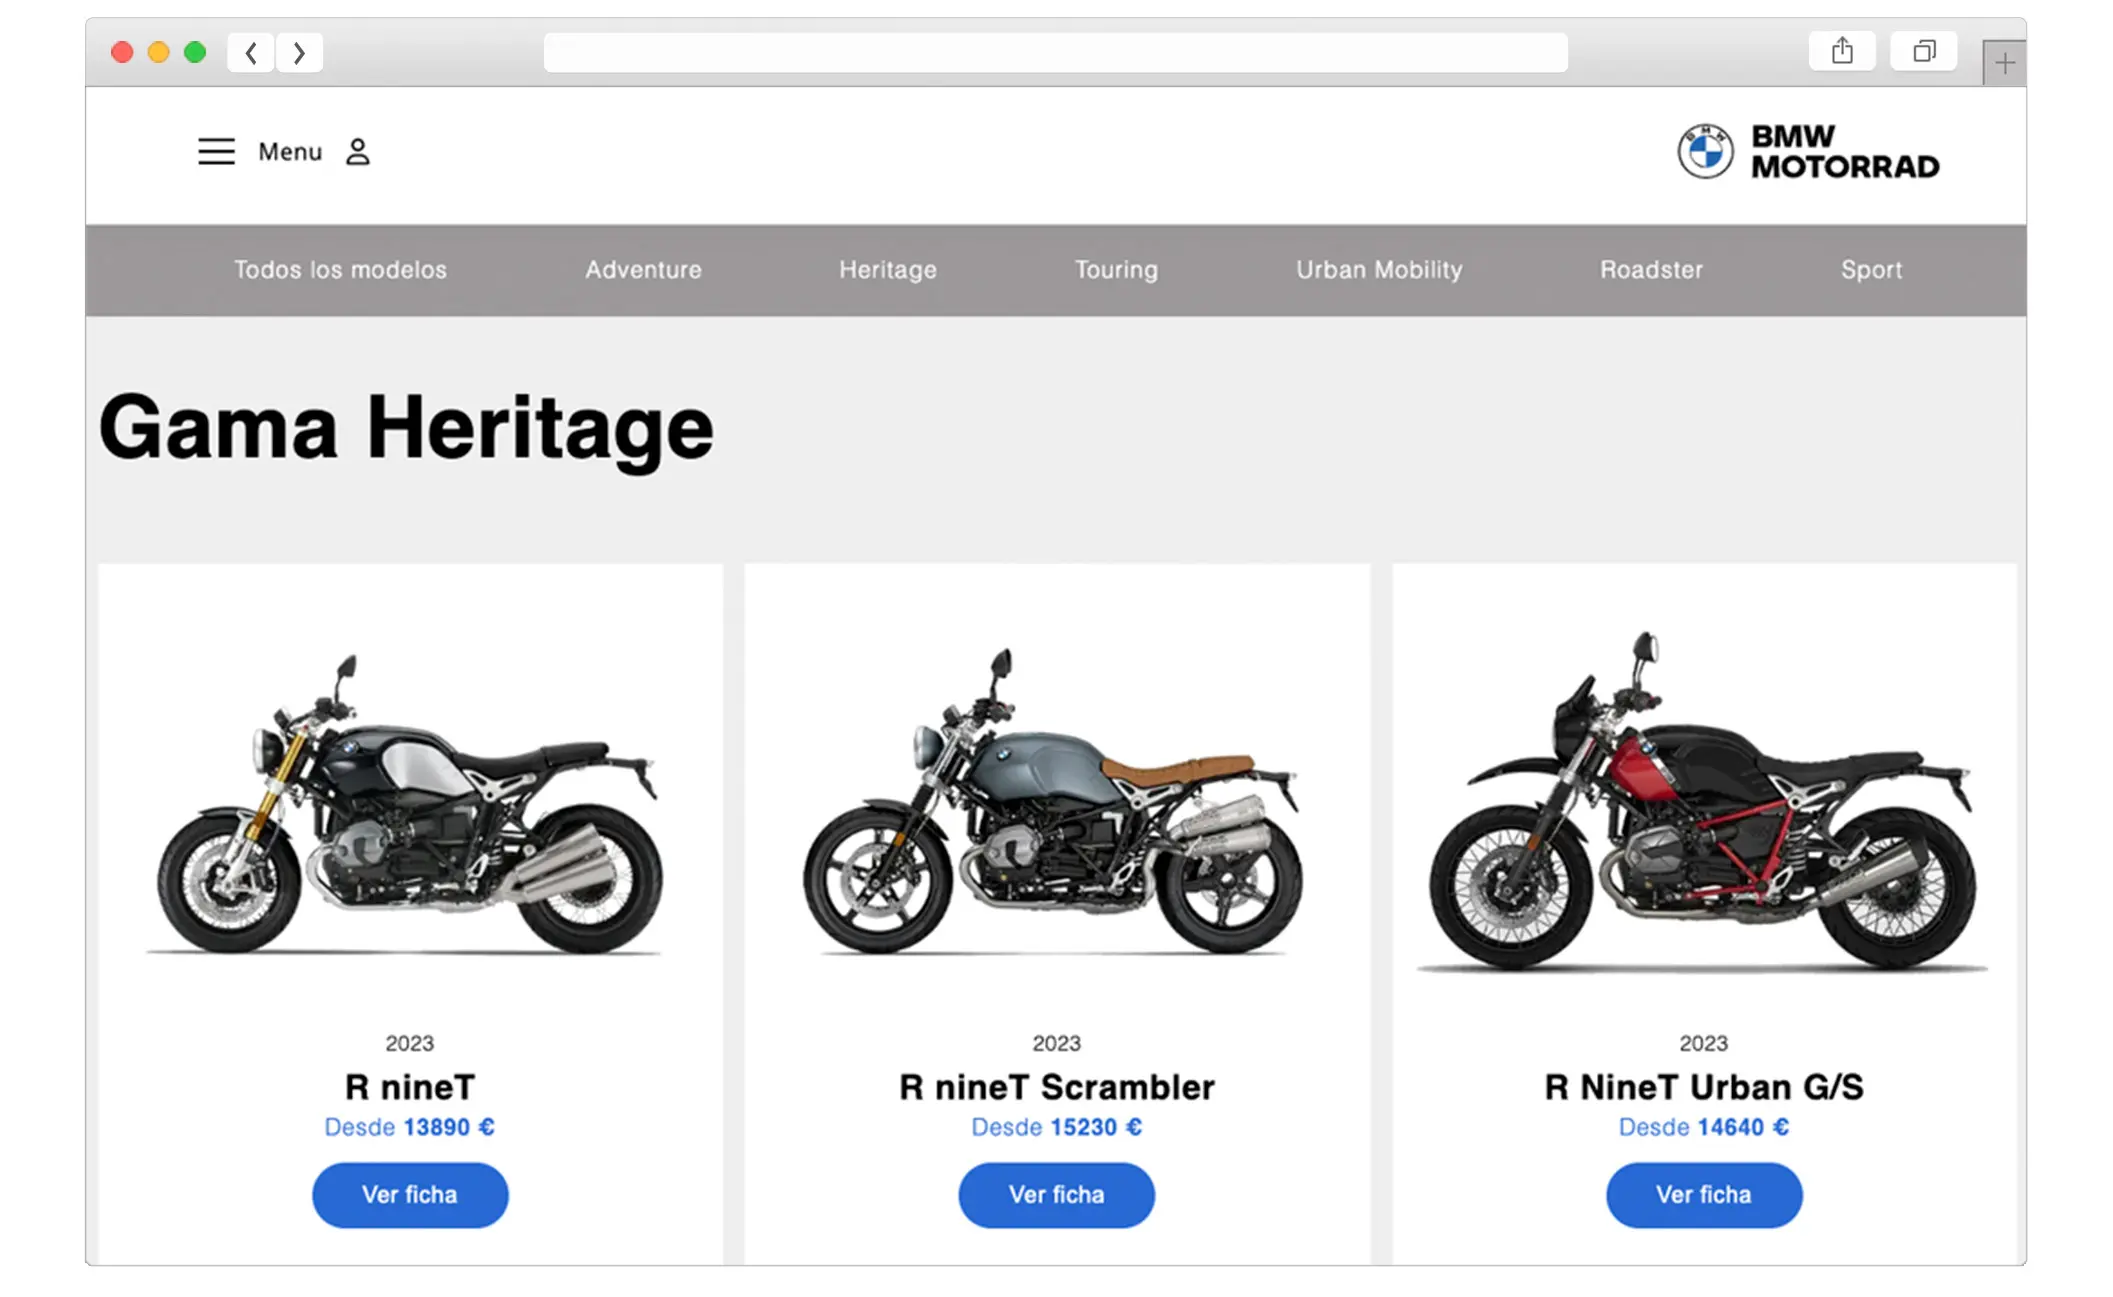 Menu
BMW
MOTORRAD
Todos los modelos Adventure Heritage Touring Urban Mobility Roadster Sport
Gama Heritage
2023
R nineT
Desde 13890 €
Ver ficha
2023
R nineT Scrambler
Desde 15230 €
Ver ficha
2023
R NineT Urban G/S
Desde 14640 €
Ver ficha